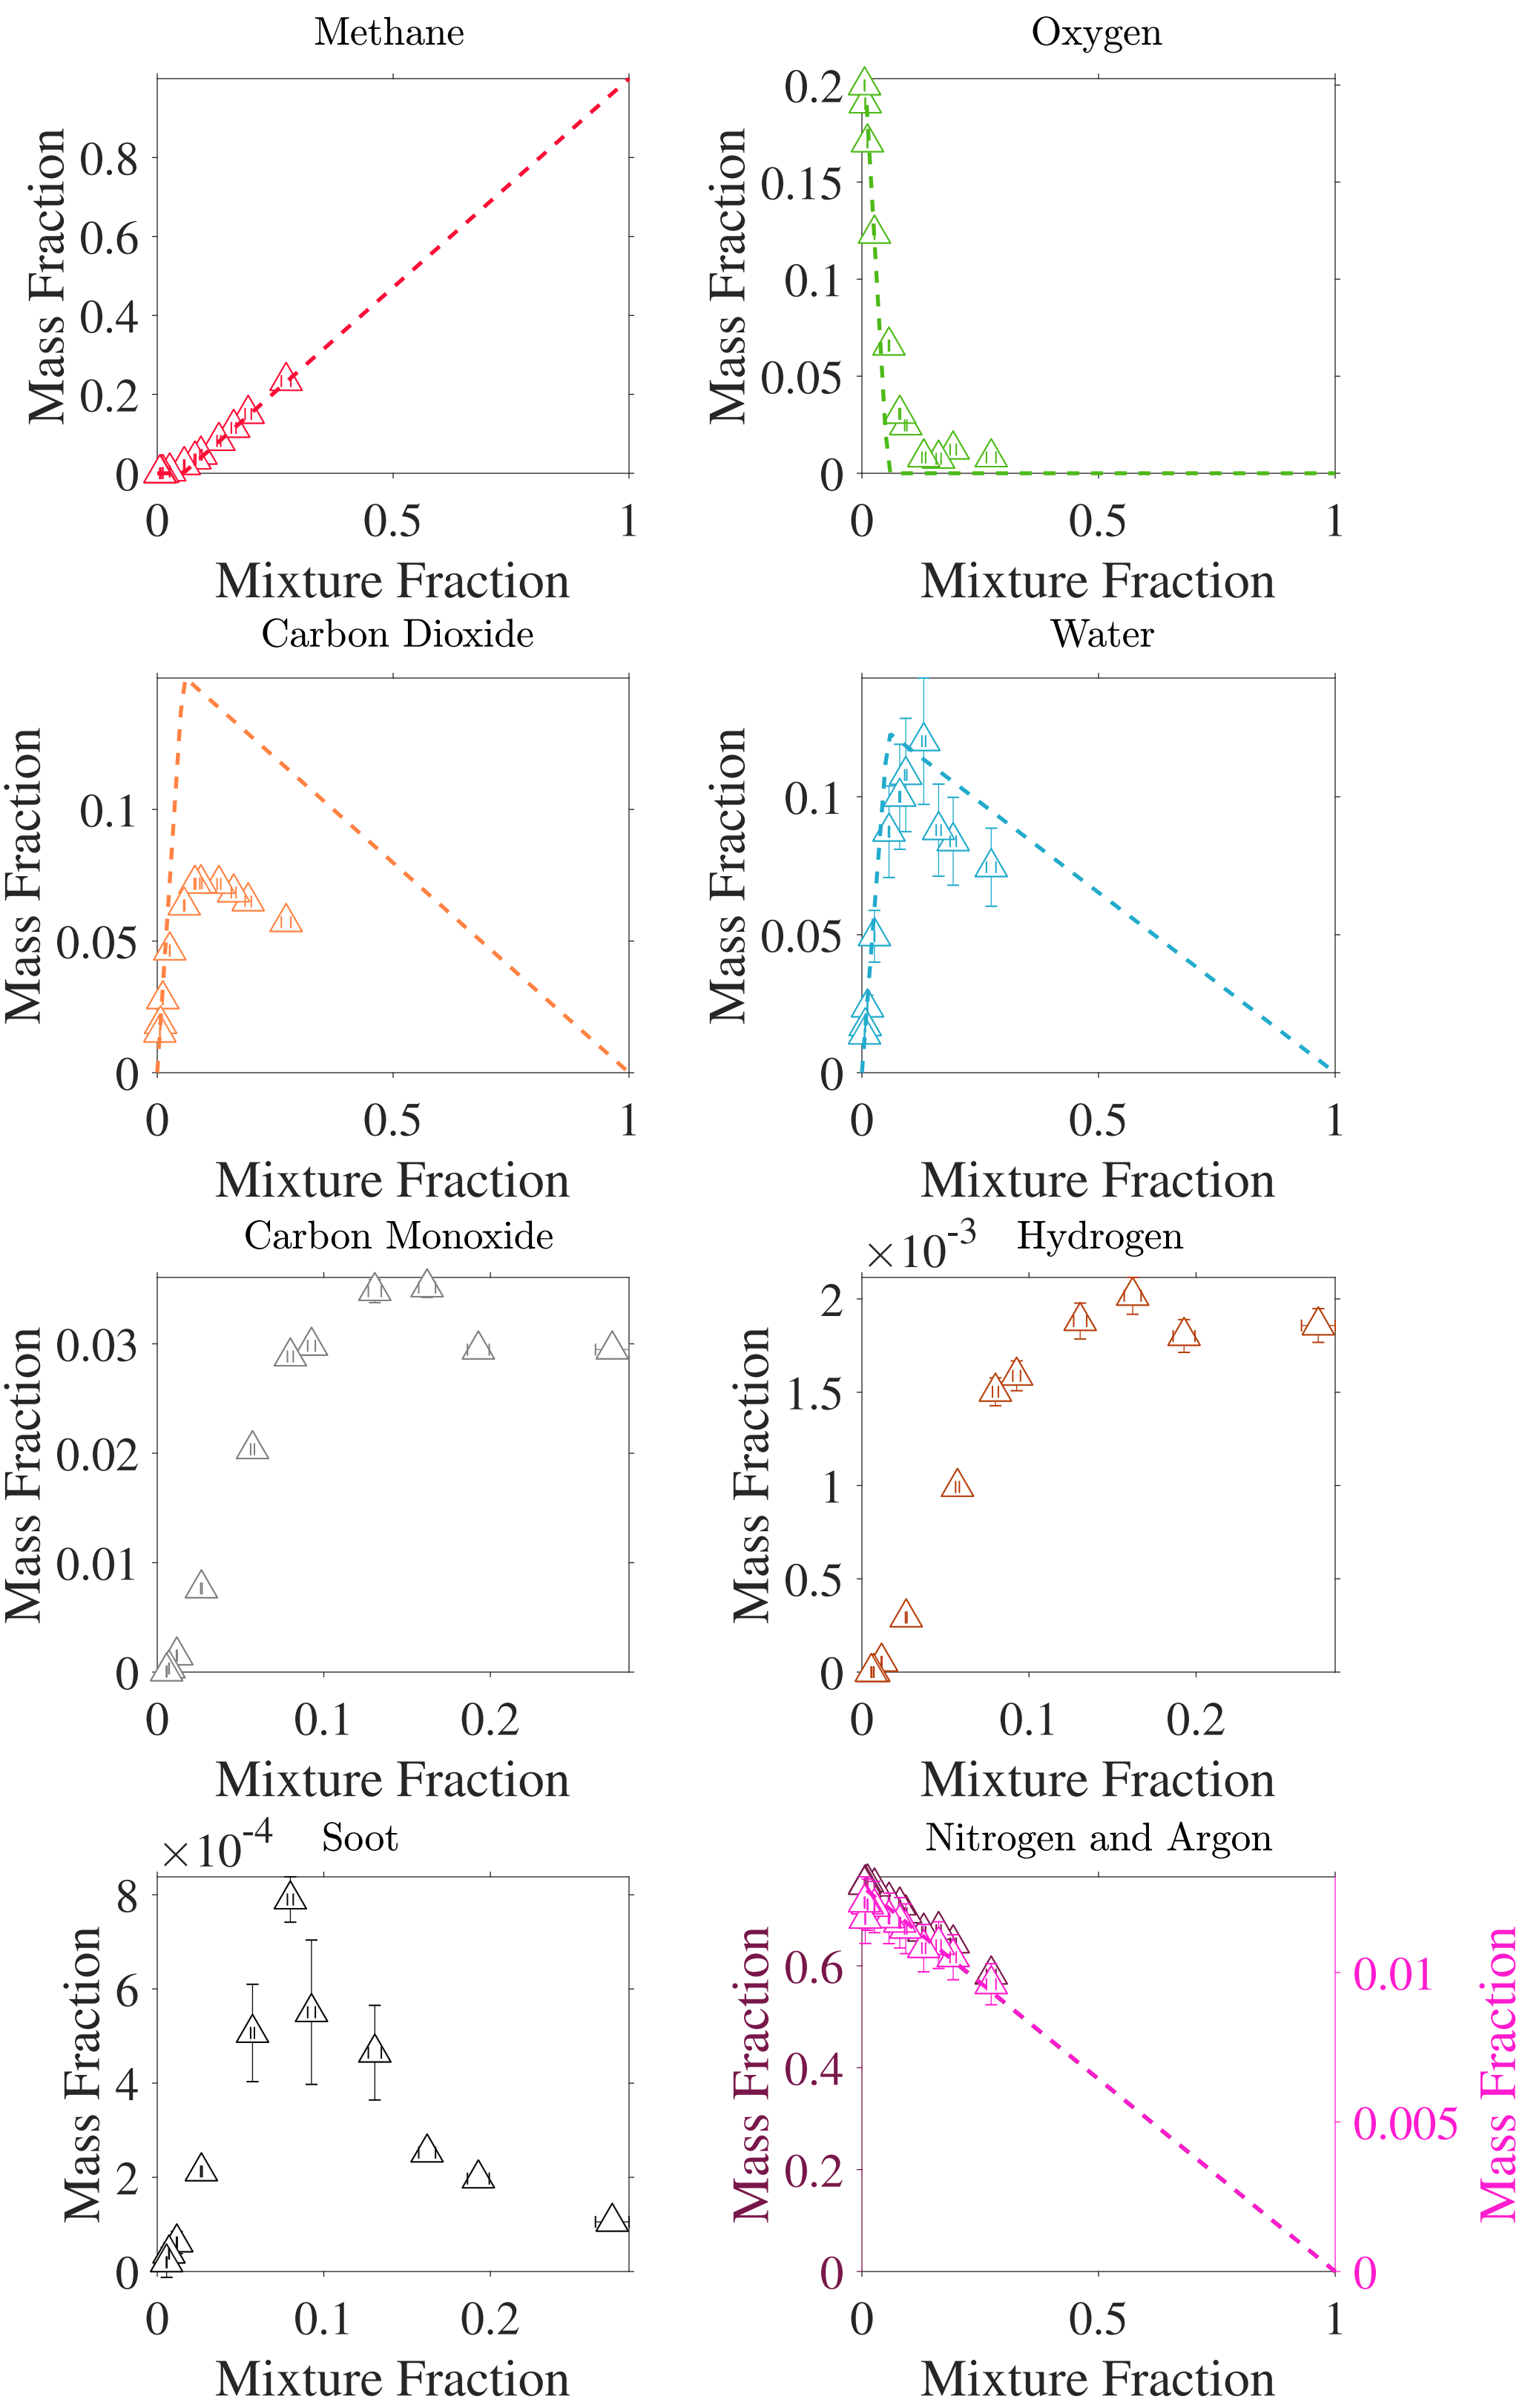 Methane
Mass Fraction
0.8
0.6
0.4
0.2
0
0 0.5 1
Mixture Fraction
Oxygen
Mass Fraction
0.2
0.15
0.1
0.05
0
0 0.5 1
Mixture Fraction
Carbon Dioxide
Mass Fraction
0.1
0.05
0
0 0.5 1
Mixture Fraction
Water
Mass Fraction
0.1
0.05
0
0 0.5 1
Mixture Fraction
Carbon Monoxide
Mass Fraction
0.03
0.02
0.01
0
0 0.1 0.2
Mixture Fraction
×10-3 Hydrogen
Mass Fraction
2
1.5
1
0.5
0
0 0.1 0.2
Mixture Fraction
×10-4 Soot
Mass Fraction
8
6
4
2
0
0 0.1 0.2
Mixture Fraction
Nitrogen and Argon
Mass Fraction
0.6
0.4
0.2
0
0.01
0.005
0
Mass Fraction
0 0.5 1
Mixture Fraction